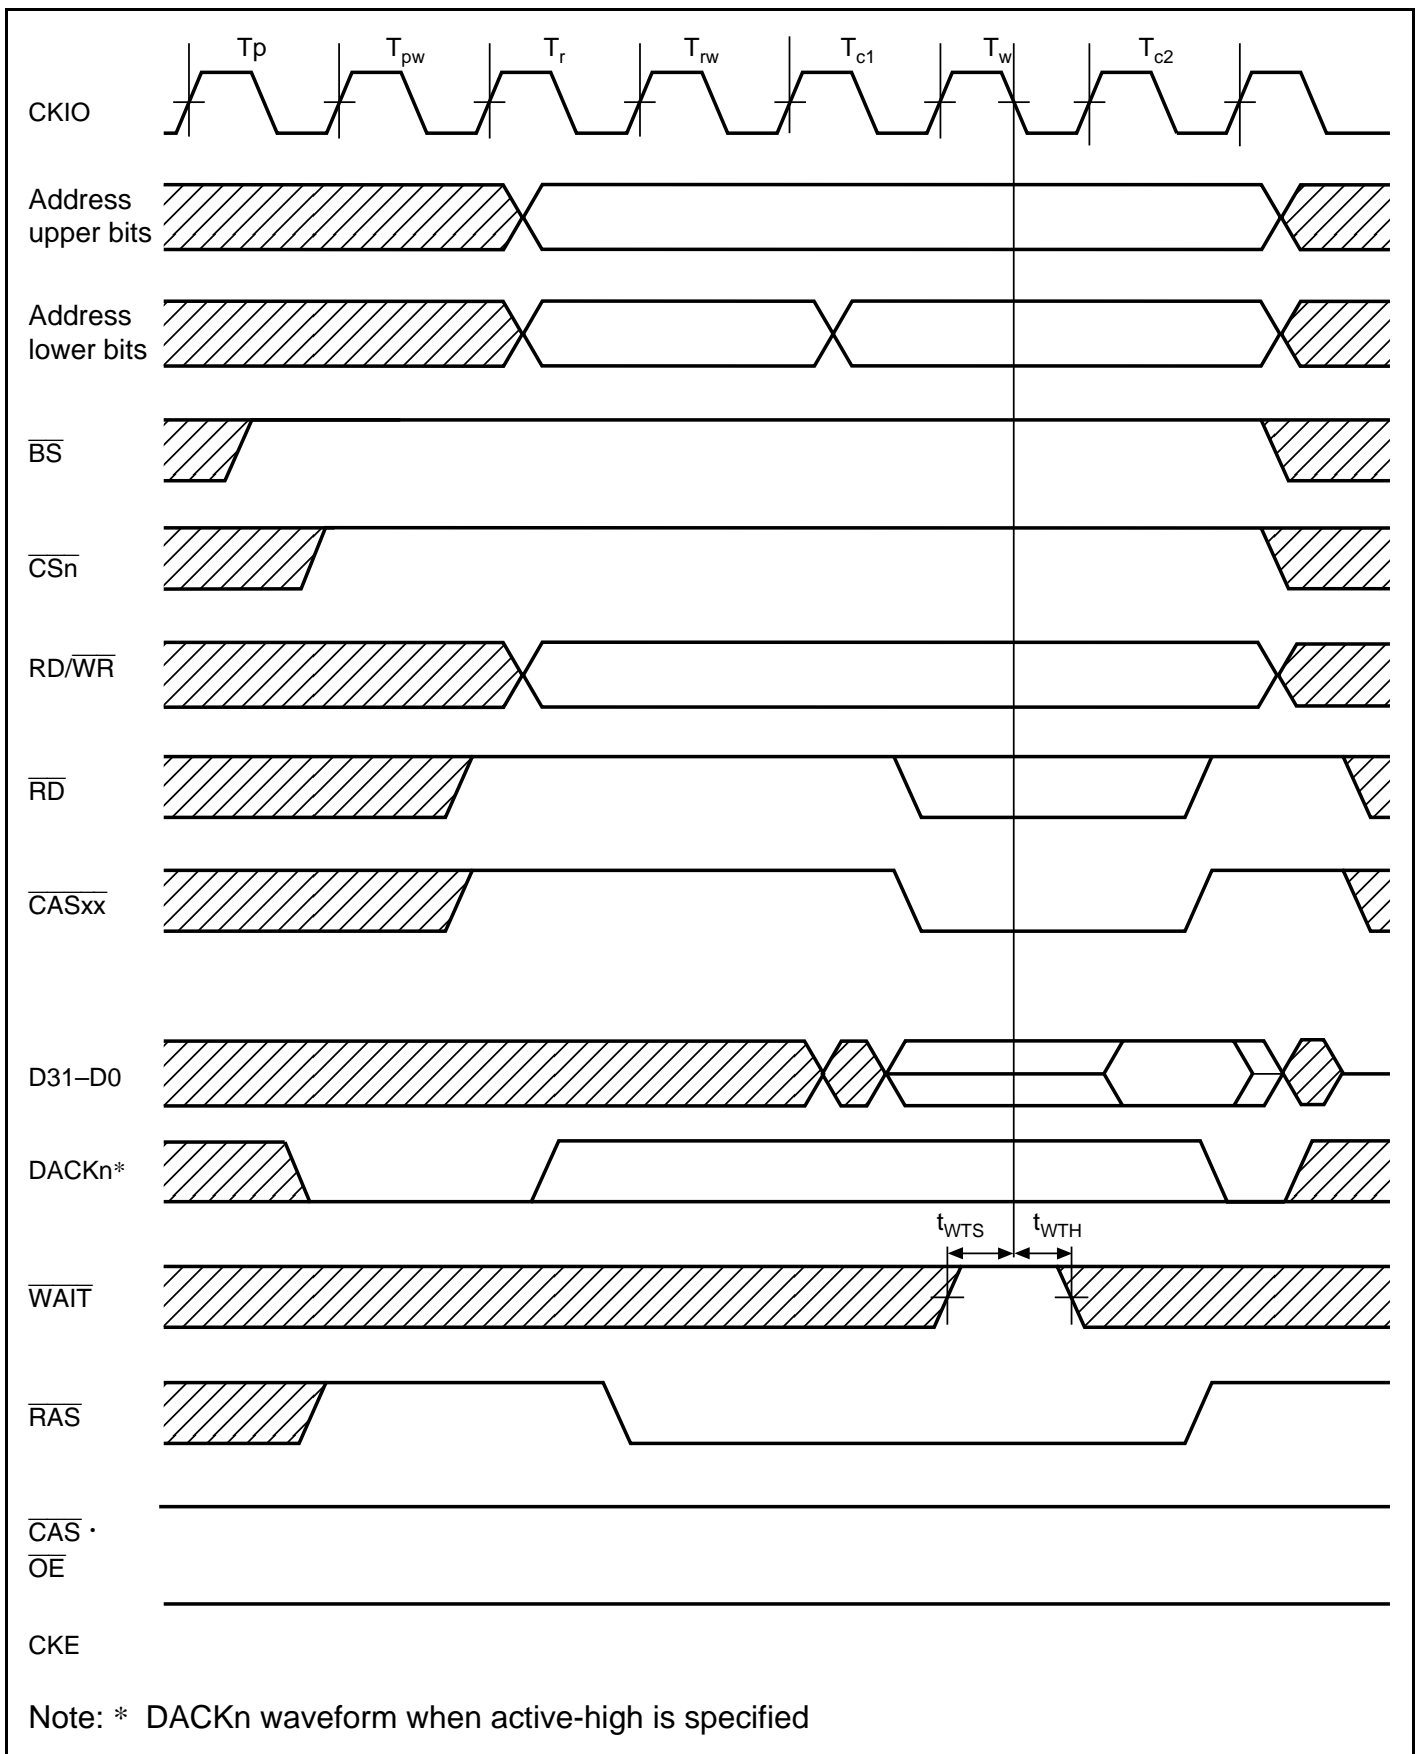 Tp Tpw Tr Trw Tc1 Tw Tc2
CKIO
Address
upper bits
Address
lower bits
BS
CSn
RD/WR
RD
CASxx
D31–D0
DACKn*
tWTS tWTH
WAIT
RAS
CAS ·
OE
CKE
Note: * DACKn waveform when active-high is specified